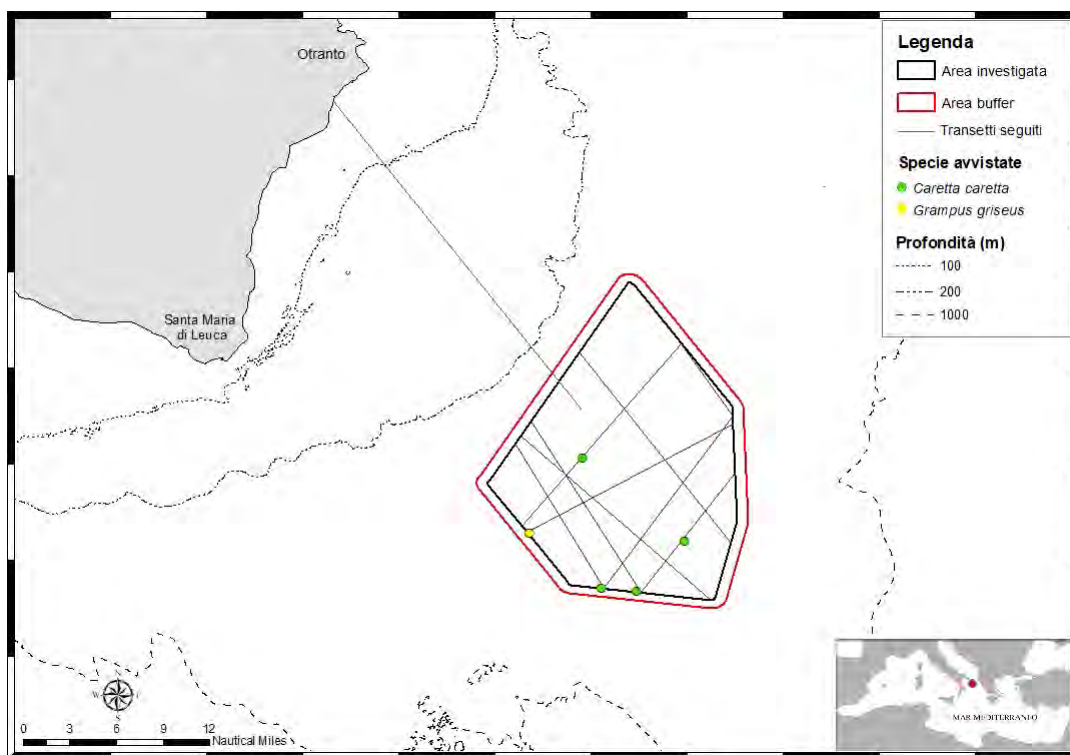 Otranto
Santa Maria
di Leuca
Legenda
Area investigata
Area buffer
Transetti seguiti
Specie avvistate
Caretta caretta
Grampus griseus
Profondità (m)
100
200
1000
S
0 3 6 9 12
Nautical Miles
MAR MEDITERRANEO